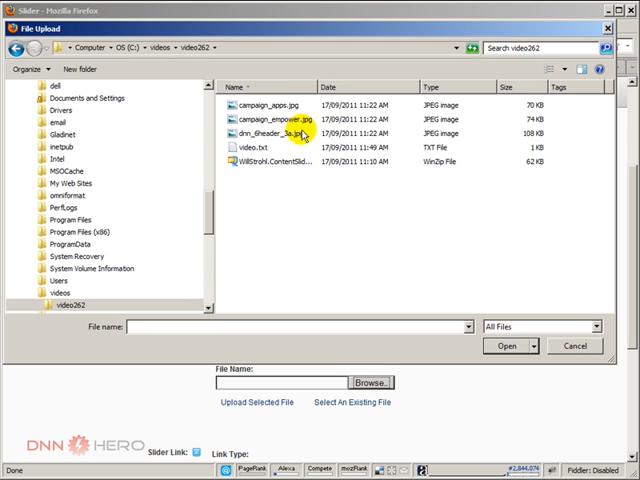 Slider - Mozilla Firefox
File Upload
Computer OS (C:) videos video262
Search video262
Organize New folder
Name Date Type Size Tags
dell
Documents and Settings
Drivers
email
Gladinet
inetpub
Intel
MSOCache
My Web Sites
omniformat
PerfLogs
Program Files
Program Files (x86)
ProgramData
System Recovery
System Volume Information
Users
videos
video262
campaign_apps.jpg 17/09/2011 11:22 AM JPEG image 70 KB
campaign_empower.jpg 17/09/2011 11:22 AM JPEG image 74 KB
dnn_6header_3a.jpg 17/09/2011 11:22 AM JPEG image 108 KB
video.txt 17/09/2011 11:49 AM TXT File 1 KB
WillStrohl.ContentSlid... 17/09/2011 11:10 AM WinZip File 62 KB
File name: All Files
Open Cancel
File Name:
Browse..
Upload Selected File Select An Existing File
DNN HERO
Slider Link: Link Type:
Done PageRank Alexa Compete mozRank #2,844,074 Fiddler: Disabled